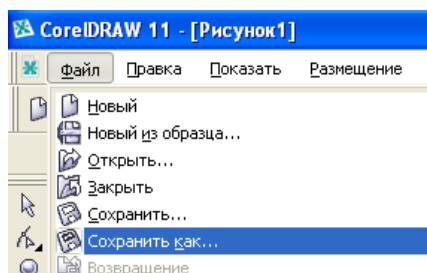 CorelDRAW 11 - [Рисунок1]
Файл Правка Показать Размещение
Новый
Новый из образца...
Открыть...
Закрыть
Сохранить...
Сохранить как...
Возвращение